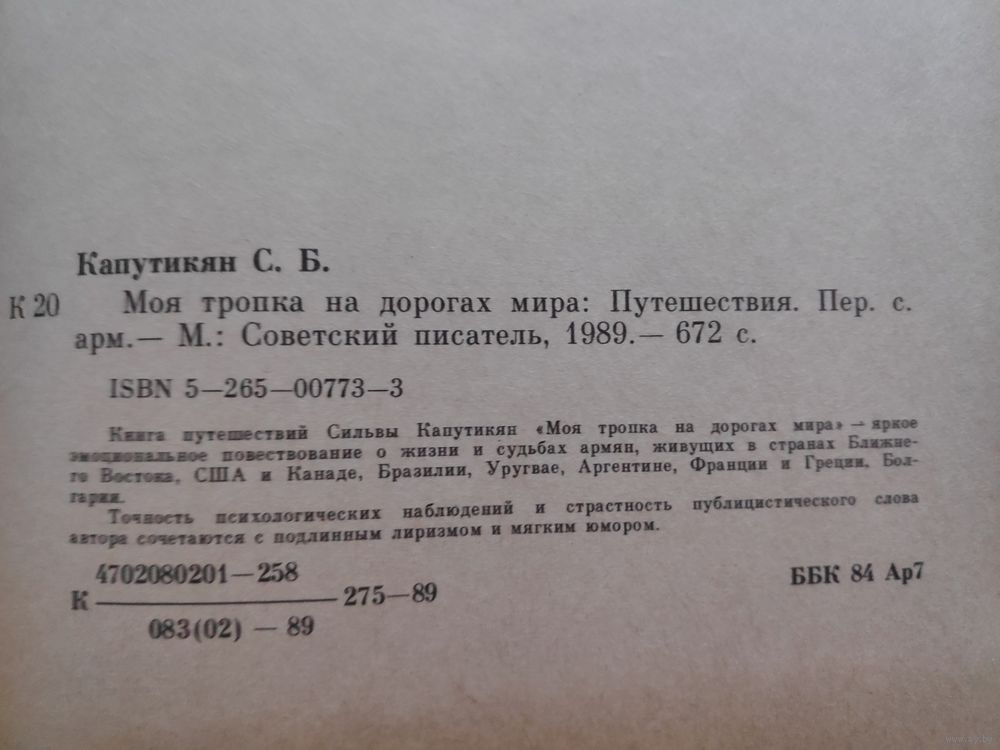 Капутикян С. Б.
К 20 Моя тропка на дорогах мира: Путешествия. Пер. с.
арм.— М.: Советский писатель, 1989.— 672 с.
ISBN 5—265—00773—3
Книга путешествий Сильвы Капутикян «Моя тропка на дорогах мира» — яркое
эмоциональное повествование о жизни и судьбах армян, живущих в странах Ближне-
го Востока, США и Канаде, Бразилии, Уругвае, Аргентине, Франции и Греции, Бол-
гарии.
Точность психологических наблюдений и страстность публицистического слова
автора сочетаются с подлинным лиризмом и мягким юмором.
4702080201—258
К 275—89
083(02) — 89
ББК 84 Ар7